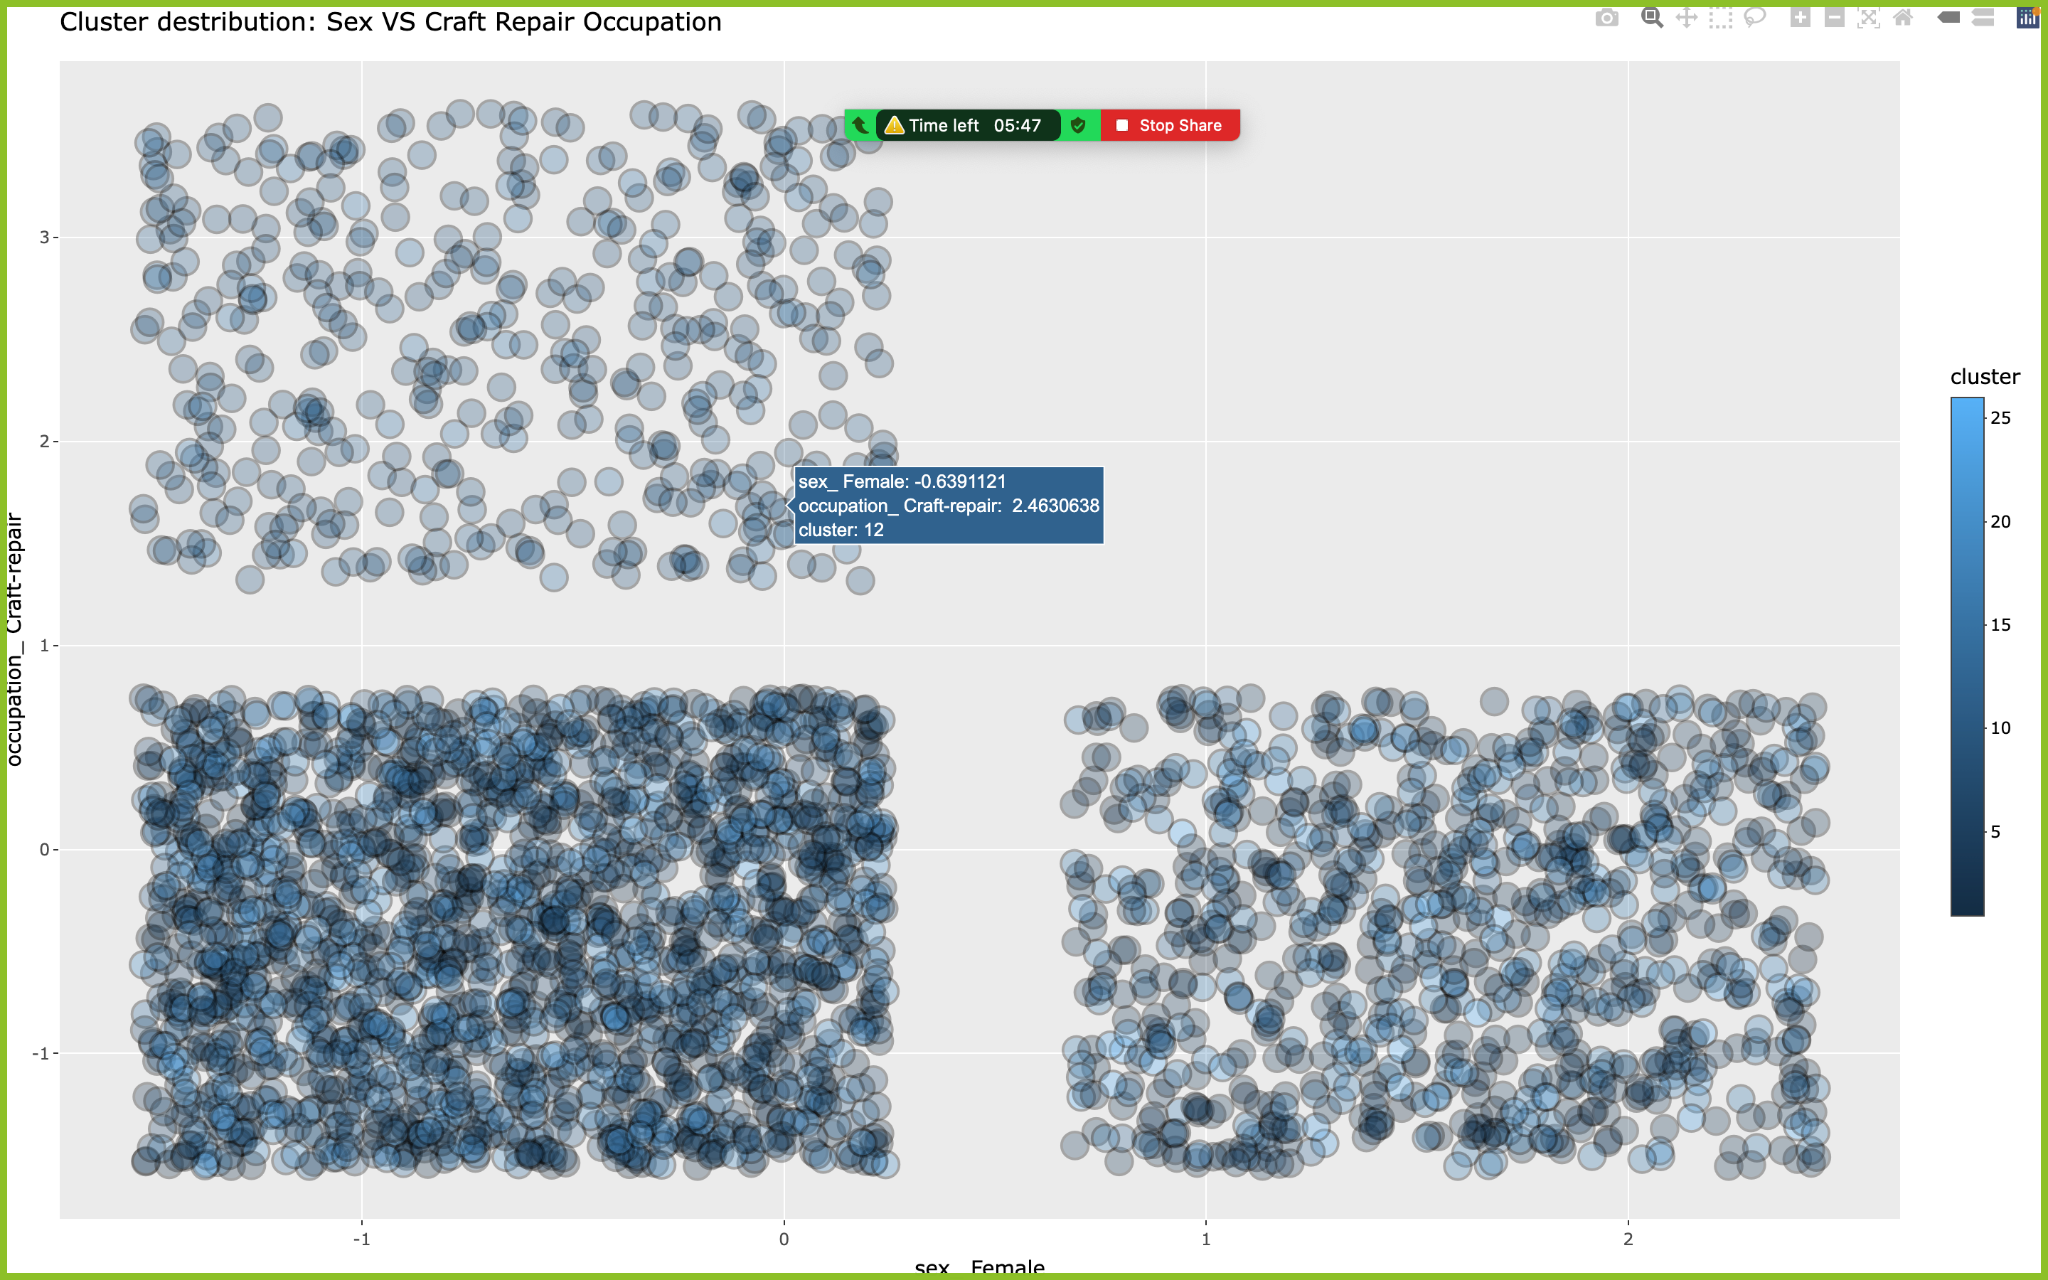 Cluster destribution: Sex VS Craft Repair Occupation
Time left 05:47
Stop Share
3
2
1
0
-1
occupation_ Craft-repair
sex_ Female: -0.6391121
occupation_ Craft-repair: 2.4630638
cluster: 12
cluster
25
20
15
10
5
-1
0
1
2
sex_ Female